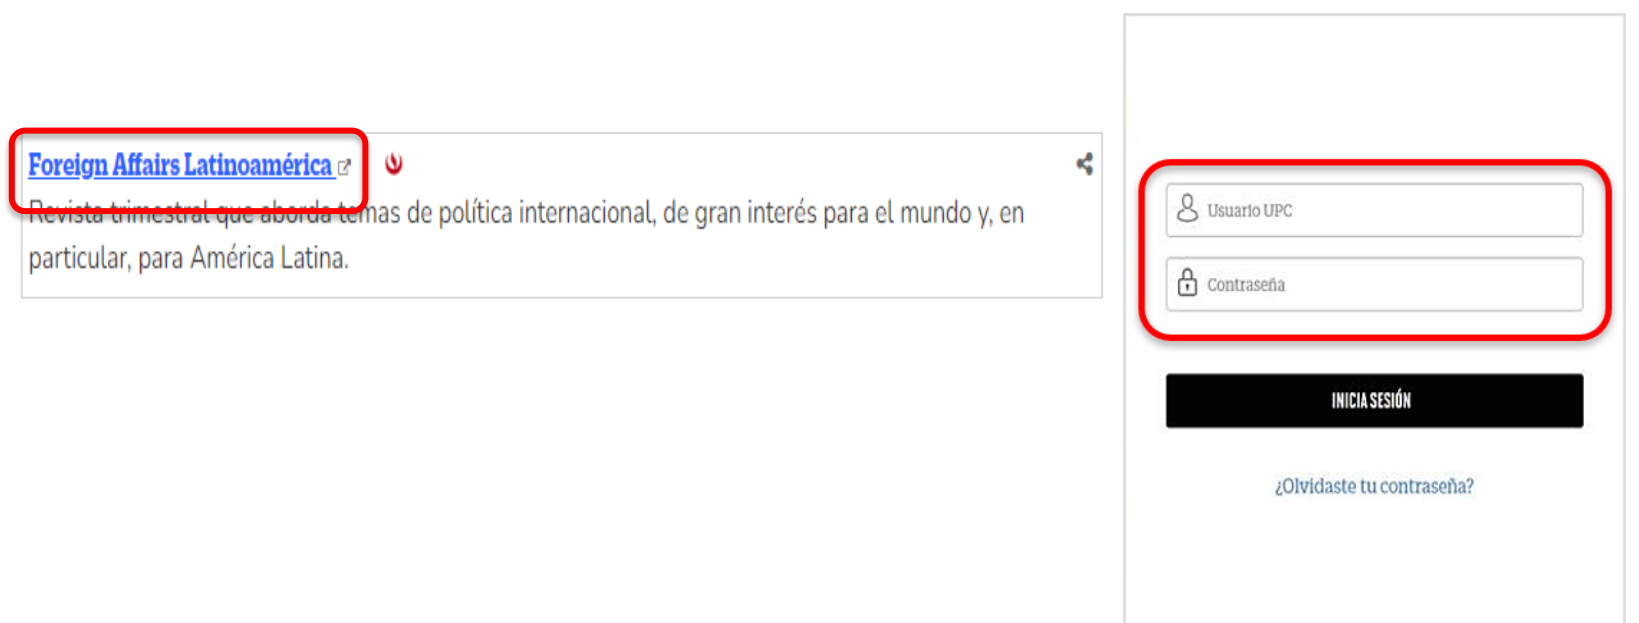 Foreign Affairs Latinoamérica
Revista trimestral que aborda temas de política internacional, de gran interés para el mundo y, en
particular, para América Latina.
Usuario UPC
Contraseña
INICIA SESIÓN
¿Olvidaste tu contraseña?